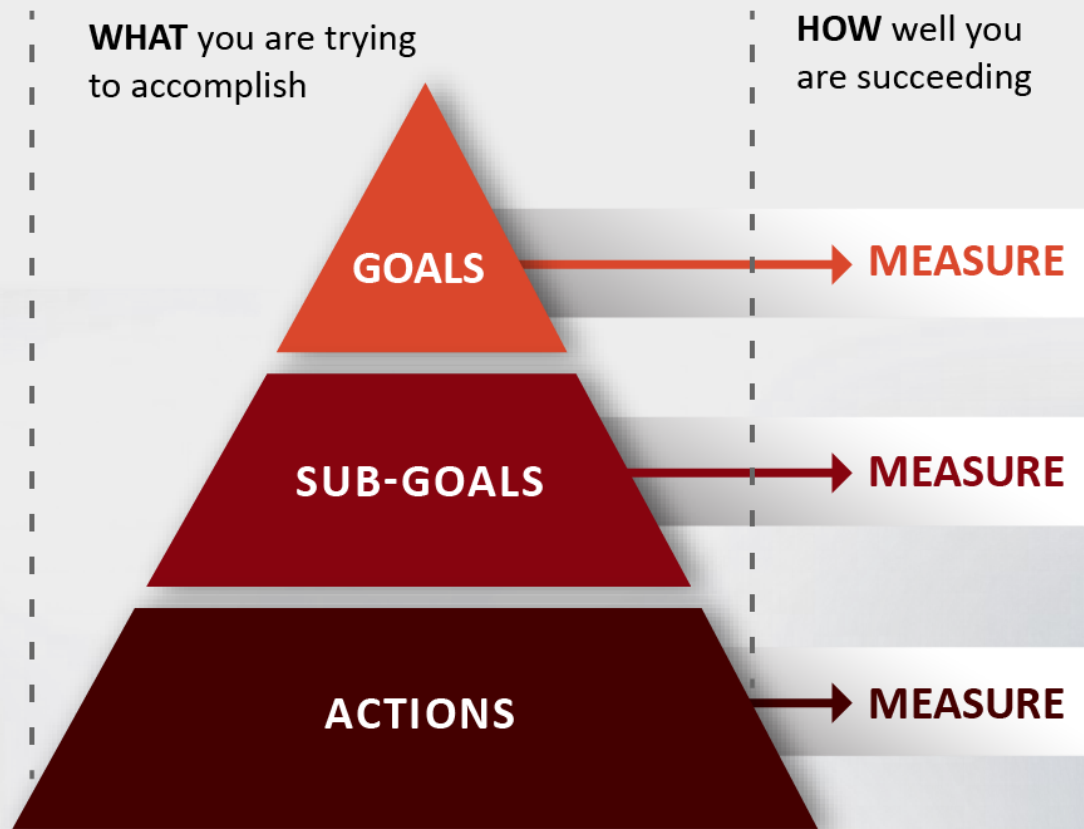 WHAT you are trying
to accomplish
HOW well you
are succeeding
GOALS
MEASURE
SUB-GOALS
MEASURE
ACTIONS
MEASURE